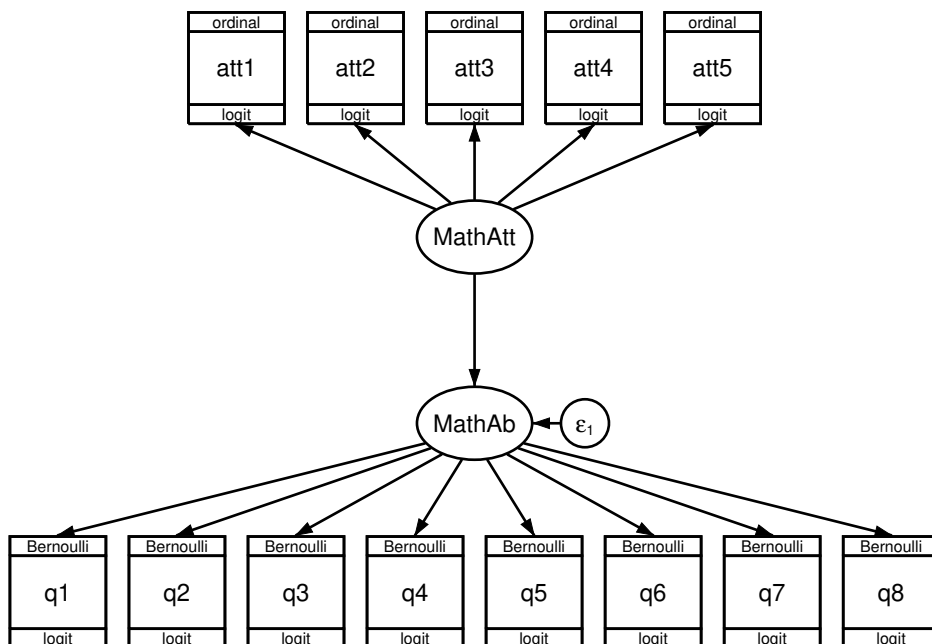 ordinal ordinal ordinal ordinal ordinal
att1 att2 att3 att4 att5
logit logit logit logit logit
MathAtt
MathAb ε₁
Bernoulli Bernoulli Bernoulli Bernoulli Bernoulli Bernoulli Bernoulli Bernoulli
q1 q2 q3 q4 q5 q6 q7 q8
logit logit logit logit logit logit logit logit